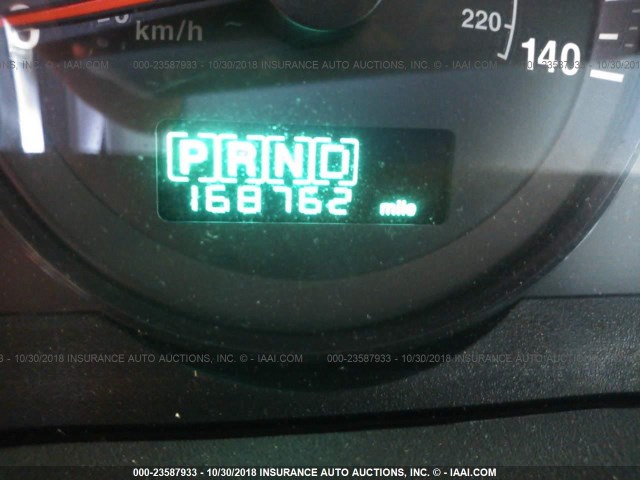 km/h
220
140
000-23587933 - 10/30/2018 INSURANCE AUTO AUCTIONS, INC. © - IAAI.COM
PRND
168762 mile
000-23587933 - 10/30/2018 INSURANCE AUTO AUCTIONS, INC. © - IAAI.COM
000-23587933 - 10/30/2018 INSURANCE AUTO AUCTIONS, INC. © - IAAI.COM